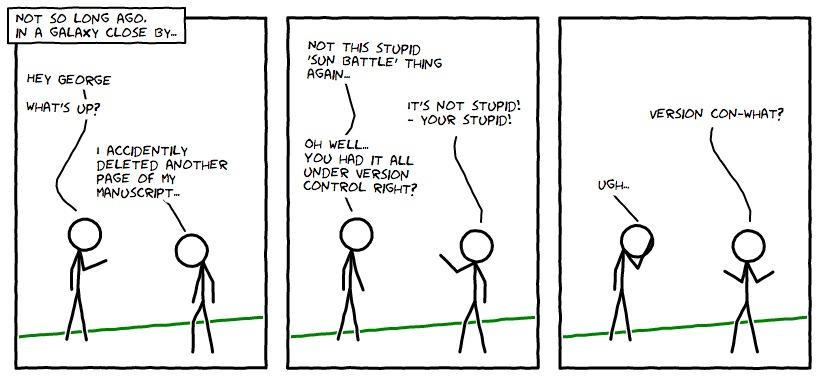 NOT SO LONG AGO.
IN A GALAXY CLOSE BY...
HEY GEORGE
WHAT'S UP?
I ACCIDENTILY
DELETED ANOTHER
PAGE OF MY
MANUSCRIPT...
NOT THIS STUPID
'SUN BATTLE' THING
AGAIN...
IT'S NOT STUPID!
- YOUR STUPID!
OH WELL...
YOU HAD IT ALL
UNDER VERSION
CONTROL RIGHT?
VERSION CON-WHAT?
UGH...